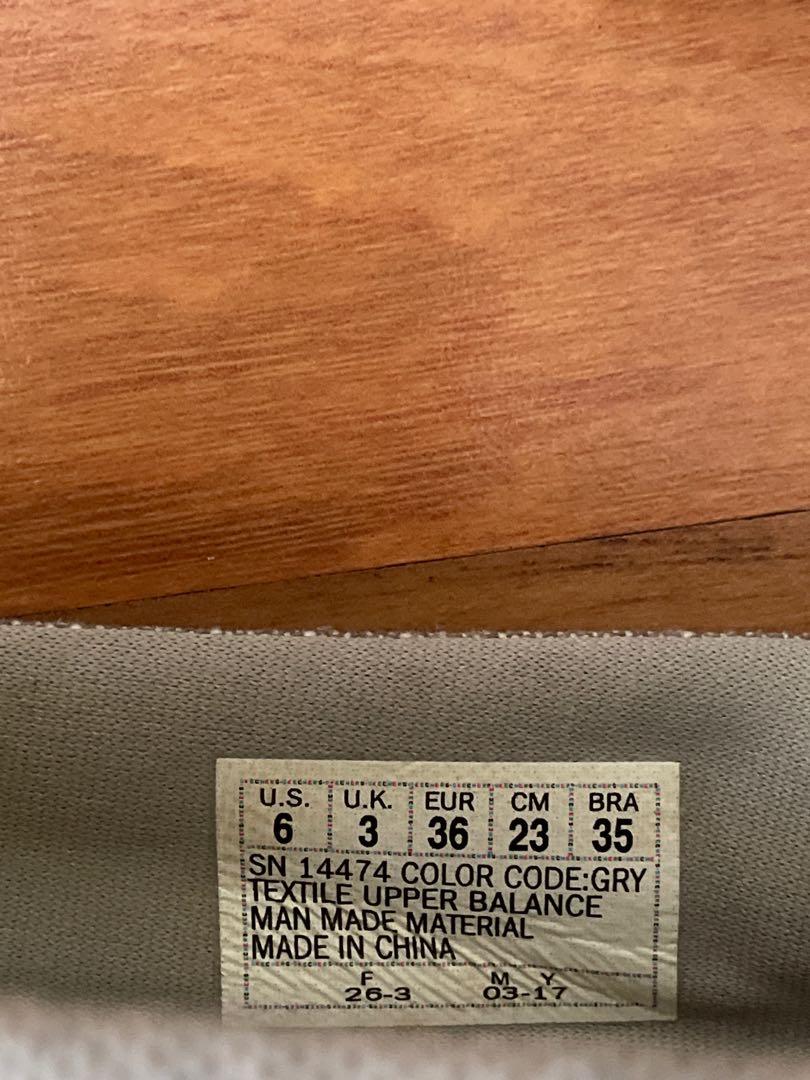 U.S. U.K. EUR CM BRA
6 3 36 23 35
SN 14474 COLOR CODE:GRY
TEXTILE UPPER BALANCE
MAN MADE MATERIAL
MADE IN CHINA
F M Y
26-3 03-17